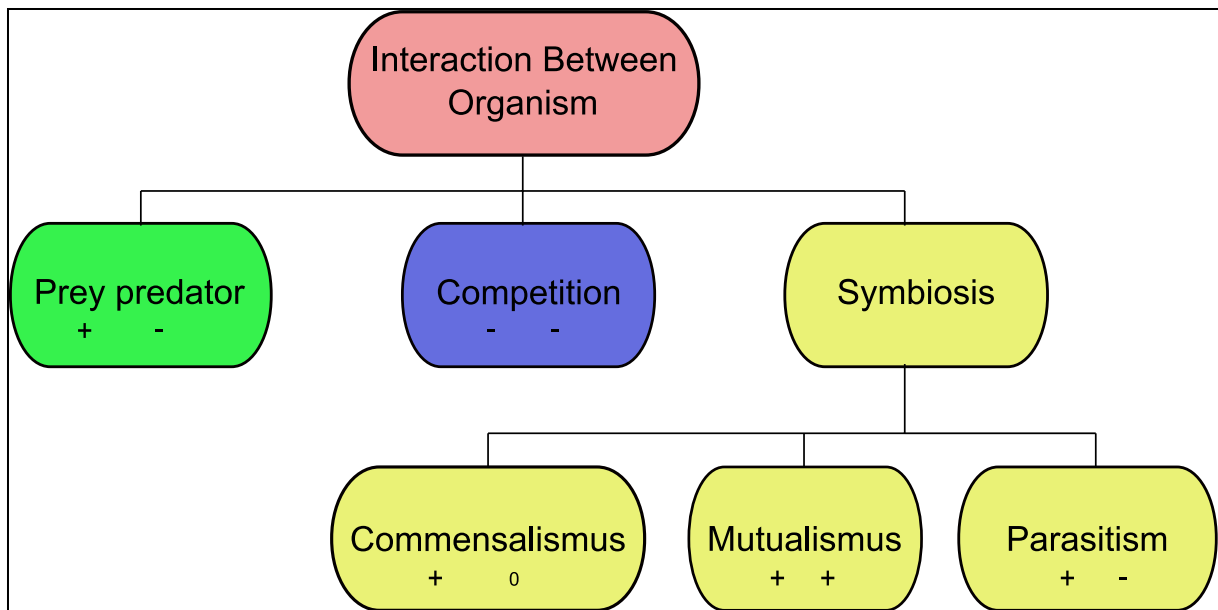 Interaction Between
Organism
Prey predator
+ -
Competition
- -
Symbiosis
Commensalismus
+ 0
Mutualismus
+ +
Parasitism
+ -